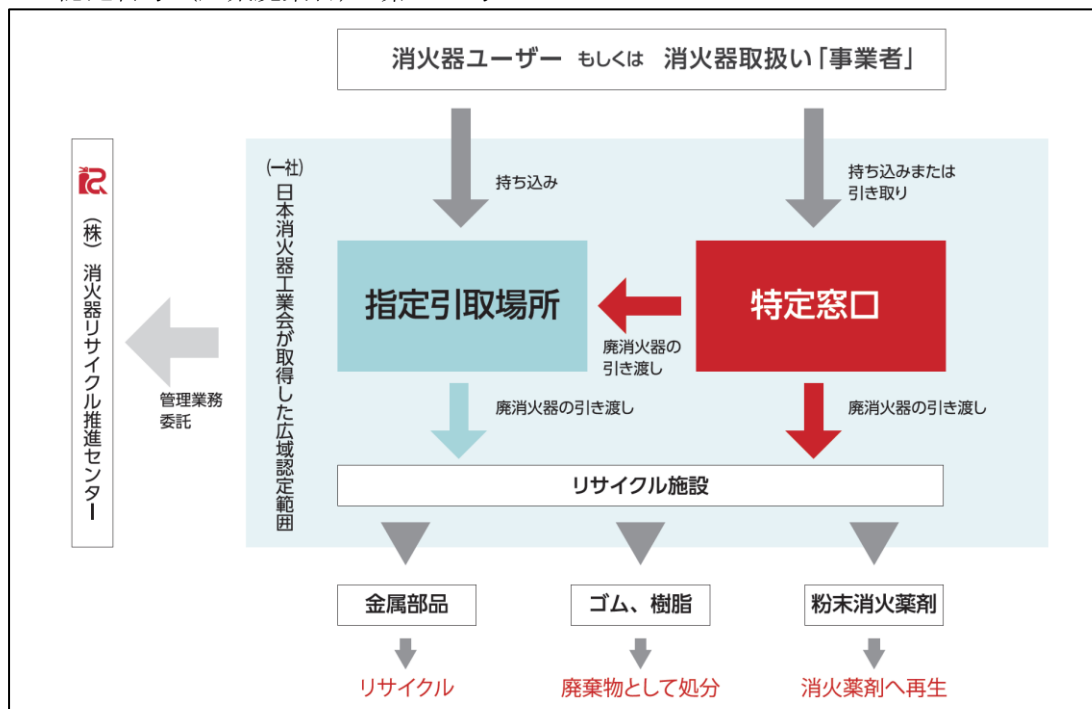 消火器ユーザー もしくは 消火器取扱い「事業者」
持ち込み
持ち込みまたは
引き取り
(一社)日本消火器工業会が取得した広域認定範囲
(株)消火器リサイクル推進センター
指定引取場所
特定窓口
廃消火器の
引き渡し
管理業務
委託
廃消火器の引き渡し
廃消火器の引き渡し
リサイクル施設
金属部品
ゴム、樹脂
粉末消火薬剤
リサイクル
廃棄物として処分
消火薬剤へ再生